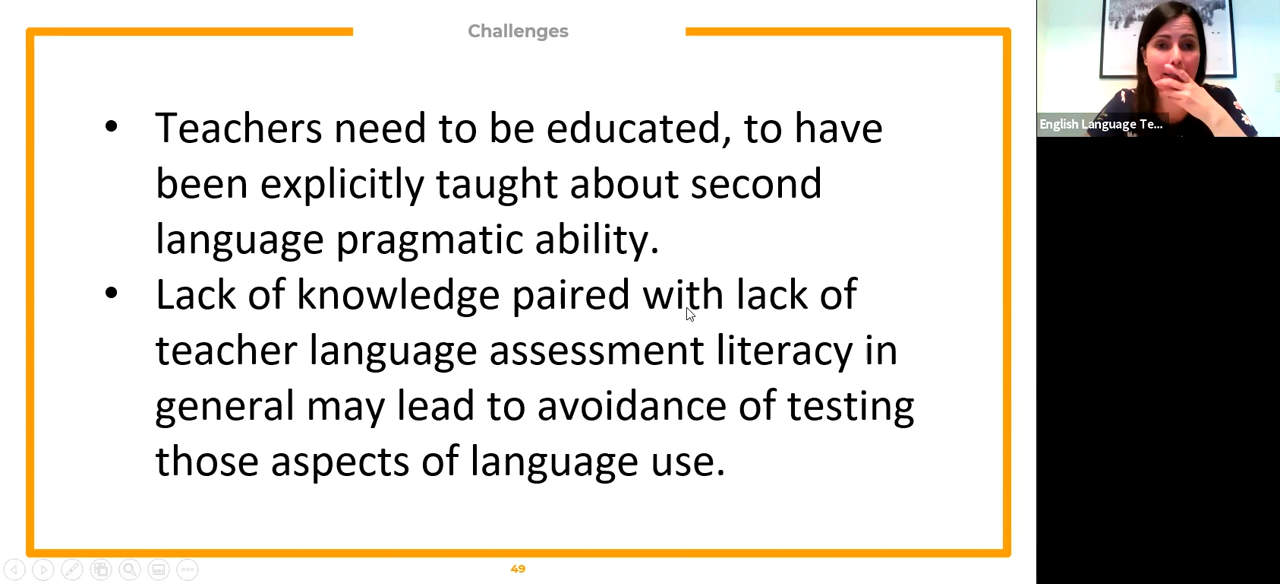 Challenges
• Teachers need to be educated, to have
been explicitly taught about second
language pragmatic ability.
• Lack of knowledge paired with lack of
teacher language assessment literacy in
general may lead to avoidance of testing
those aspects of language use.
49
English Language Te...